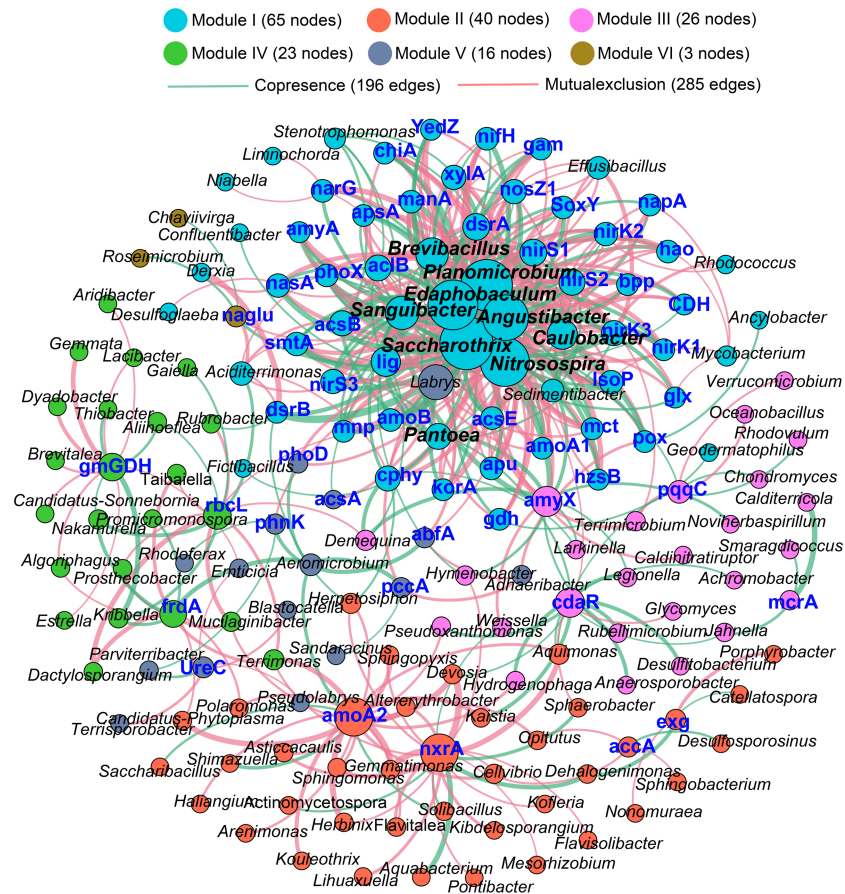 Module I (65 nodes)
Module II (40 nodes)
Module III (26 nodes)
Module IV (23 nodes)
Module V (16 nodes)
Module VI (3 nodes)
Copresence (196 edges)
Mutualexclusion (285 edges)
YedZ
Stenotrophomonas
nifH
gam
chiA
Limnochorda
Effusibacillus
xylA
Niabella
narG
nosZ1
manA
SoxY
napA
apsA
Chiayiivirga
dsrA
amyA
Confluentibacter
nirK2
Brevibacillus
nirS1
hao
Roseimicrobium
aclB
Rhodococcus
Derxia
phoX
Planomicrobium
nasA
nirS2
bpp
Edaphobaculum
Aridibacter
CDH
Desulfoglaeba
naglu
Sanguibacter
Angustibacter
acsB
Ancylobacter
nirK3
Caulobacter
smtA
Saccharothrix
Gemmata
nirK1
Lacibacter
Mycobacterium
lig
Nitrosospira
Gaiella
Aciditerrimonas
nirS3
Labrys
IsoP
Verrucomicrobium
Sedimentibacter
Dyadobacter
glx
Thiobacter
dsrB
Oceanobacillus
Rubrobacter
amoB
acsE
Aliinoeflea
mnp
mct
Rhodovulum
Pantoea
pox
amoA1
Brevitalea
phoD
Geodermatophilus
gmGDH
Fictibacillus
apu
Taibaiella
cphy
hzsB
Chondromyces
korA
pqqC
Candidatus-Sonnebornia
acsA
amyX
Calditerricola
rbcL
Promicromonospora
gdh
Nakamurella
phnK
Terrimicrobium
Noviherbaspirillum
abfA
Demequina
Larkinella
Smaragdicoccus
Rhodoferax
Caldinitratiruptor
Algoriphagus
Emticicia
Aeromicrobium
Prosthecobacter
Hymenobacter
Legionella
Achromobacter
Adhaeribacter
pccA
Herpetosiphon
cdaR
mcrA
frdA
Blastocatella
Glycomyces
Kribbella
Estrella
Mucilaginibacter
Weissella
Pseudoxanthomonas
Rubellimicrobium
Jahnella
Sandaracinus
Parviterribacter
Aquimonas
Porphyrobacter
Terrimonas
Sphingopyxis
UreC
Desulfitobacterium
Dactylosporangium
Devosia
Hydrogenophaga
Anaerosporobacter
Pseudolabrys
Altererythrobacter
Catellatospora
Polaromonas
Sphaerobacter
amoA2
Kaistia
Candidatus-Phytoplasma
exg
Terrisporobacter
Opitutus
accA
Desulfosporosinus
Asticcacaulis
nxrA
Shimazuella
Gemmatimonas
Saccharibacillus
Cellvibrio
Dehalogenimonas
Sphingomonas
Sphingobacterium
Haliangium
Actinomycetospora
Kofleria
Solibacillus
Nonomuraea
Herbinix
Flavitalea
Kibdelosporangium
Arenimonas
Flavisolibacter
Kouleothrix
Mesorhizobium
Aquabacterium
Lihuaxuella
Pontibacter